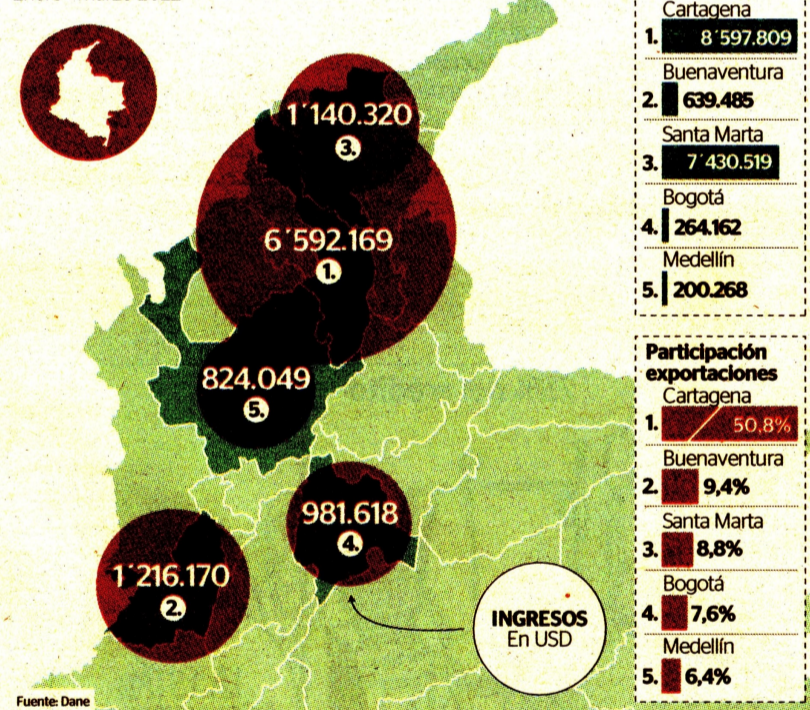 1´140.320
3.
6´592.169
1.
824.049
5.
981.618
4.
1´216.170
2.
INGRESOS
En USD
Fuente: Dane
Cartagena
1. 8´597.809
Buenaventura
2. 639.485
Santa Marta
3. 7´430.519
Bogotá
4. 264.162
Medellín
5. 200.268
Participación
exportaciones
Cartagena
1. 50,8%
Buenaventura
2. 9,4%
Santa Marta
3. 8,8%
Bogotá
4. 7,6%
Medellín
5. 6,4%